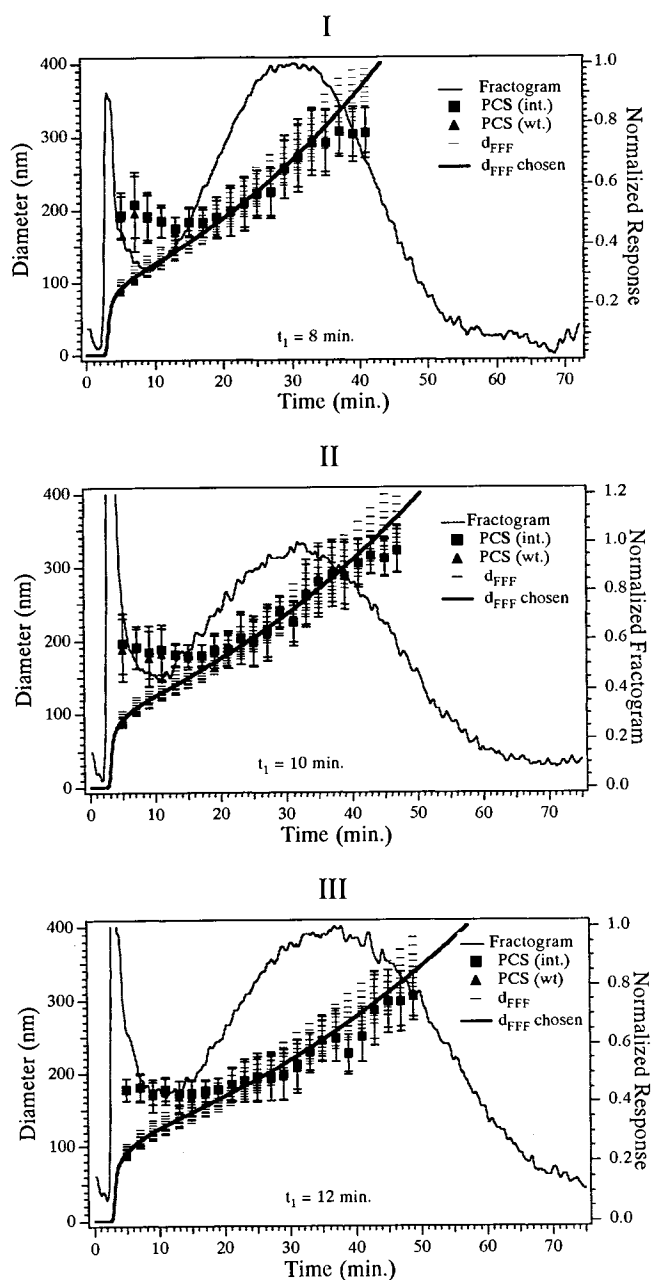 I
400
300
200
100
0
Diameter (nm)
Fractogram
PCS (int.)
PCS (wt.)
dFFF
dFFF chosen
1.0
0.8
0.6
0.4
0.2
Normalized Response
t1 = 8 min.
0 10 20 30 40 50 60 70
Time (min.)
II
400
300
200
100
0
Diameter (nm)
Fractogram
PCS (int.)
PCS (wt.)
dFFF
dFFF chosen
1.2
1.0
0.8
0.6
0.4
0.2
0.0
Normalized Fractogram
t1 = 10 min.
0 10 20 30 40 50 60 70
Time (min.)
III
400
300
200
100
0
Diameter (nm)
Fractogram
PCS (int.)
PCS (wt)
dFFF
dFFF chosen
1.0
0.8
0.6
0.4
0.2
0.0
Normalized Response
t1 = 12 min.
0 10 20 30 40 50 60 70
Time (min.)